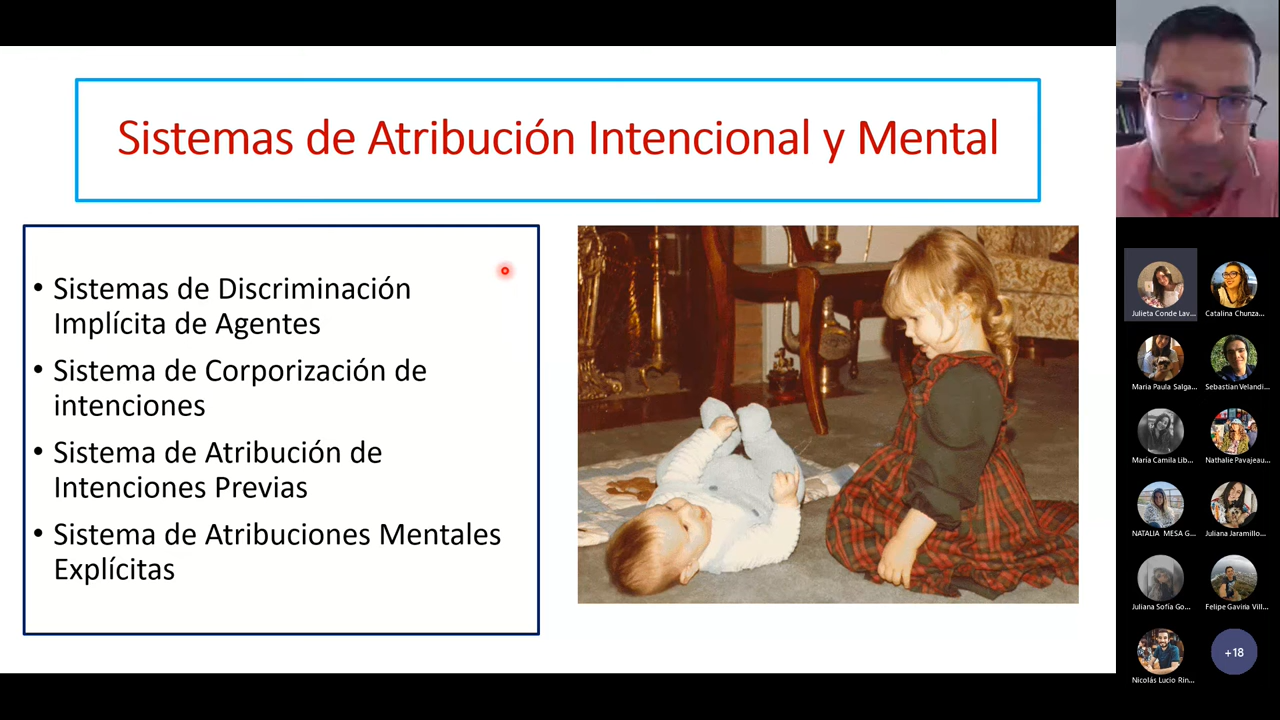 Sistemas de Atribución Intencional y Mental
• Sistemas de Discriminación
Implícita de Agentes
• Sistema de Corporización de
intenciones
• Sistema de Atribución de
Intenciones Previas
• Sistema de Atribuciones Mentales
Explícitas
Julieta Conde Lav...
Catalina Chunza...
Maria Paula Salga...
Sebastian Velandi...
María Camila Lib...
Nathalie Pavajeau...
NATALIA MESA G...
Juliana Jaramillo...
Juliana Sofía Go...
Felipe Gaviria Vill...
Nicolás Lucio Rin...
+18